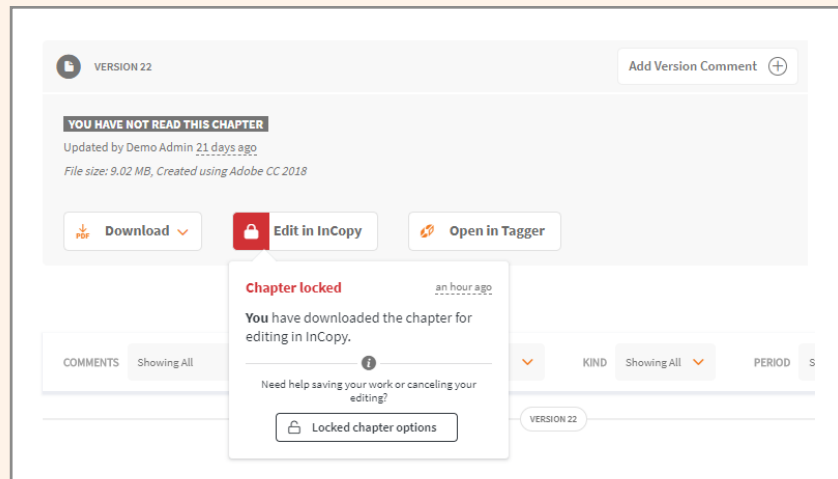 VERSION 22
Add Version Comment
YOU HAVE NOT READ THIS CHAPTER
Updated by Demo Admin 21 days ago
File size: 9.02 MB, Created using Adobe CC 2018
PDF
Download
Edit in InCopy
Open in Tagger
Chapter locked
an hour ago
You have downloaded the chapter for
editing in InCopy.
Need help saving your work or canceling your
editing?
Locked chapter options
COMMENTS Showing All
KIND Showing All
PERIOD S
VERSION 22